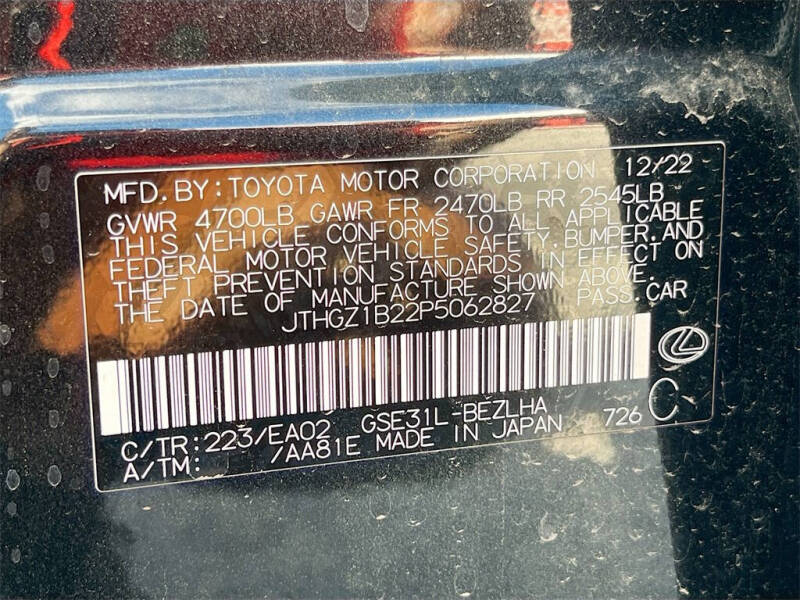 MFD. BY: TOYOTA MOTOR CORPORATION 12/22
GVWR 4700LB GAWR FR 2470LB RR 2545LB
THIS VEHICLE CONFORMS TO ALL APPLICABLE
FEDERAL MOTOR VEHICLE SAFETY, BUMPER, AND
THEFT PREVENTION STANDARDS IN EFFECT ON
THE DATE OF MANUFACTURE SHOWN ABOVE.
JTHGZ1B22P5062827 PASS. CAR
C/TR: 223/EA02 GSE31L-BEZLHA
A/TM: /AA81E MADE IN JAPAN 726 C